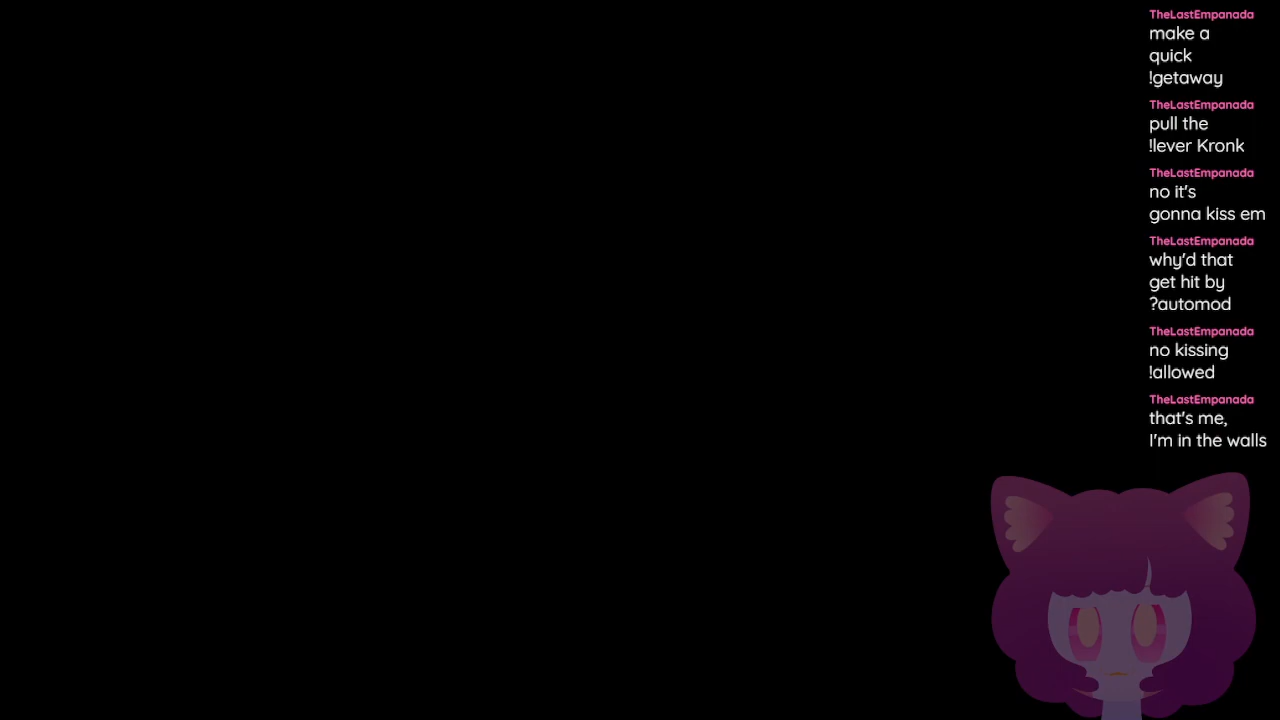 TheLastEmpanada
make a
quick
!getaway
TheLastEmpanada
pull the
!lever Kronk
TheLastEmpanada
no it's
gonna kiss em
TheLastEmpanada
why'd that
get hit by
?automod
TheLastEmpanada
no kissing
!allowed
TheLastEmpanada
that's me,
I'm in the walls